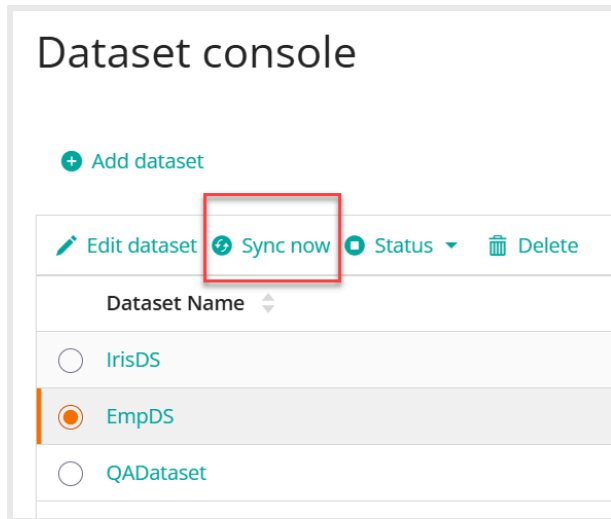 Dataset console
Add dataset
Edit dataset Sync now Status Delete
Dataset Name
IrisDS
EmpDS
QADataset